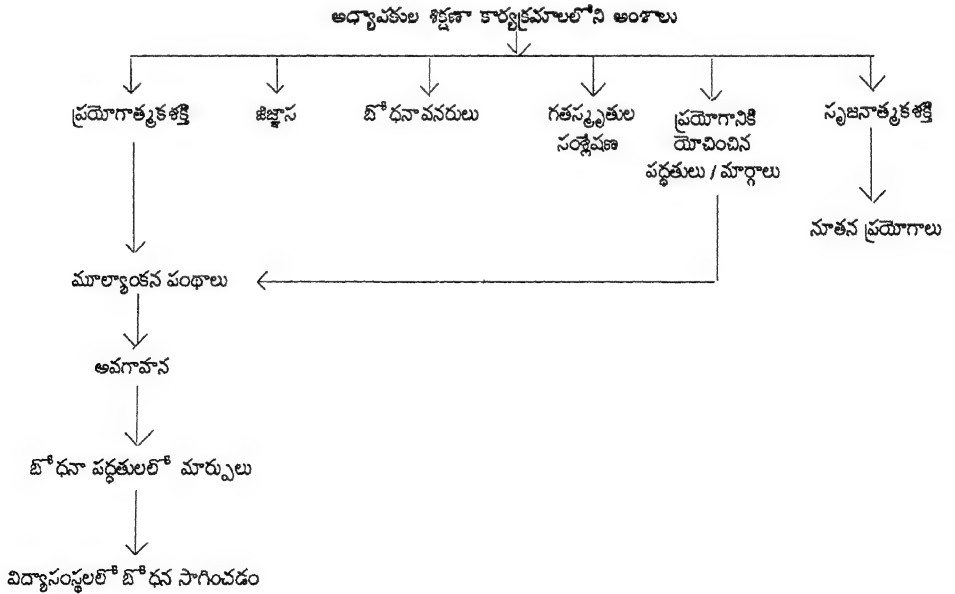 అధ్యాపకుల శిక్షణా కార్యక్రమాలలోని అంశాలు
ప్రయోగాత్మకశక్తి
జిజ్ఞాస
బోధనావనరులు
గతస్మృతుల
సంశ్లేషణ
ప్రయోగానికి
యోచించిన
పద్ధతులు / మార్గాలు
సృజనాత్మకశక్తి
నూతన ప్రయోగాలు
మూల్యాంకన పంథాలు
అవగాహన
బోధనా పద్ధతులలో మార్పులు
విద్యాసంస్థలలో బోధన సాగించడం